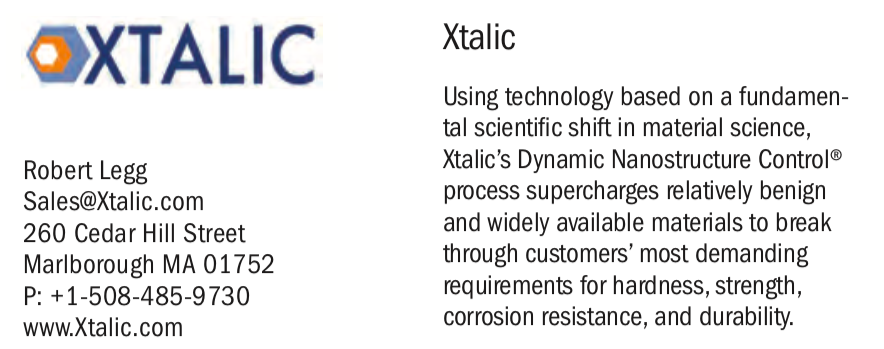 XTALIC
Robert Legg
Sales@Xtalic.com
260 Cedar Hill Street
Marlborough MA 01752
P: +1-508-485-9730
www.Xtalic.com
Xtalic
Using technology based on a fundamen-
tal scientific shift in material science,
Xtalic’s Dynamic Nanostructure Control®
process supercharges relatively benign
and widely available materials to break
through customers’ most demanding
requirements for hardness, strength,
corrosion resistance, and durability.